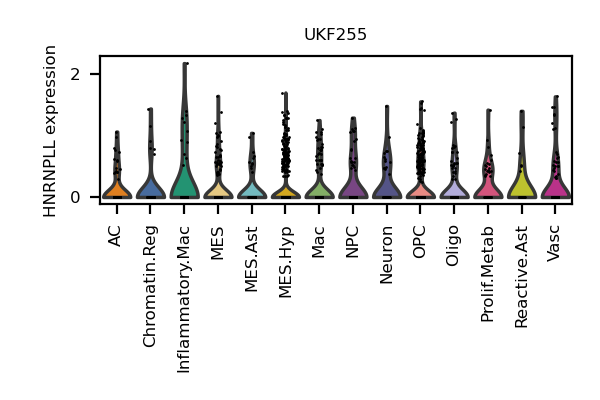 UKF255
HNRNPLL expression
2
0
AC
Chromatin.Reg
Inflammatory.Mac
MES
MES.Ast
MES.Hyp
Mac
NPC
Neuron
OPC
Oligo
Prolif.Metab
Reactive.Ast
Vasc